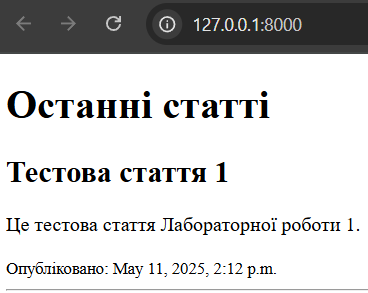 127.0.0.1:8000
Останні статті
Тестова стаття 1
Це тестова стаття Лабораторної роботи 1.
Опубліковано: May 11, 2025, 2:12 p.m.